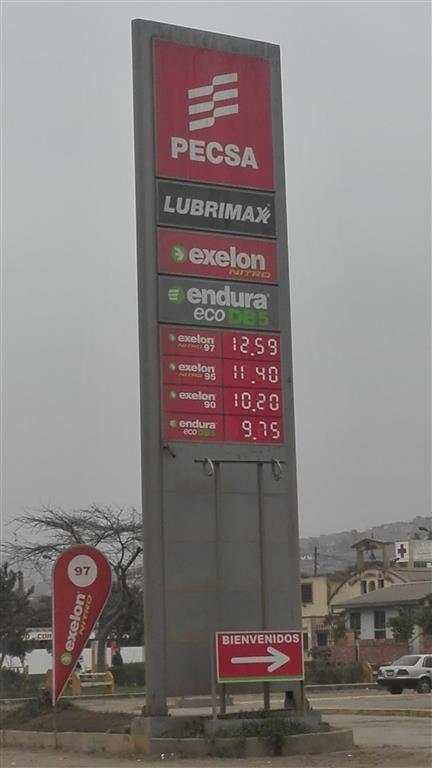 PECSA
LUBRIMAX
exelon
NITRO
endura
eco DB5
exelon
NITRO 97 12.59
exelon
NITRO 95 11.40
exelon
90 10.20
endura
eco DB5 9.75
97
exelon
NITRO
BIENVENIDOS